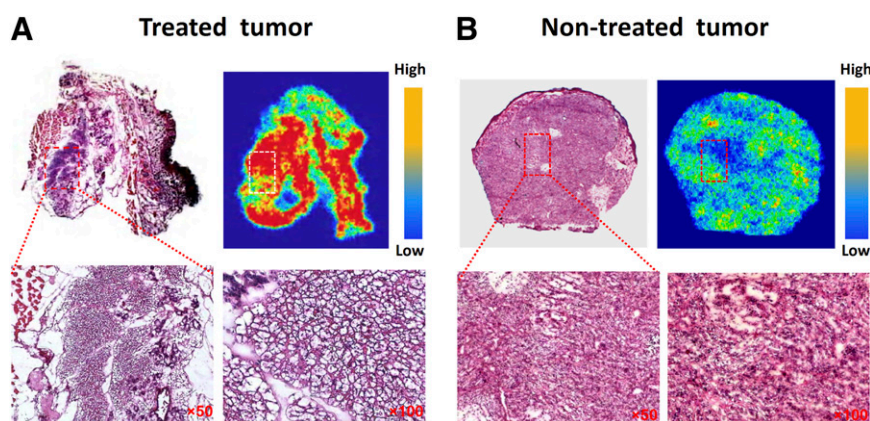 A Treated tumor
High
Low
×50
×100
B Non-treated tumor
High
Low
×50
×100